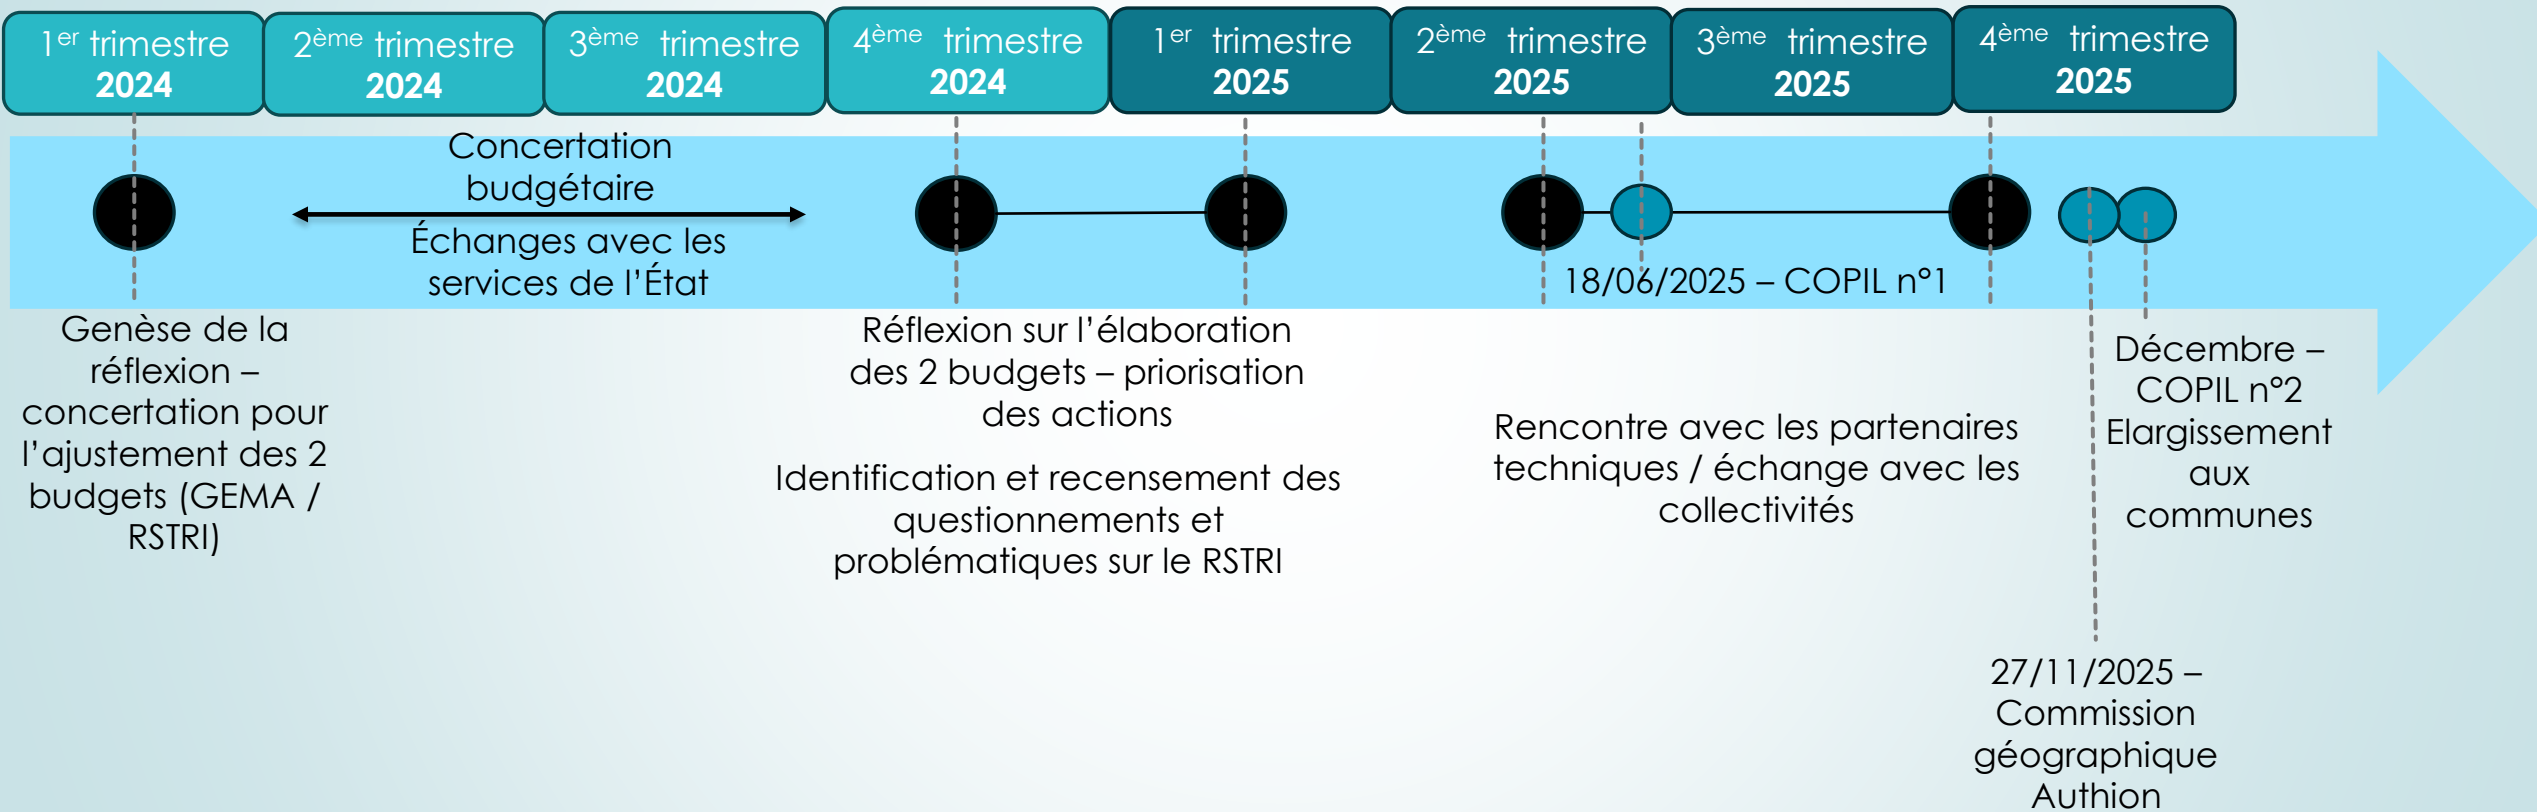 1er trimestre
2024
2ème trimestre
2024
3ème trimestre
2024
4ème trimestre
2024
1er trimestre
2025
2ème trimestre
2025
3ème trimestre
2025
4ème trimestre
2025
Concertation
budgétaire
Échanges avec les
services de l’État
18/06/2025 – COPIL n°1
Genèse de la
réflexion –
concertation pour
l’ajustement des 2
budgets (GEMA /
RSTRI)
Réflexion sur l’élaboration
des 2 budgets – priorisation
des actions
Identification et recensement des
questionnements et
problématiques sur le RSTRI
Rencontre avec les partenaires
techniques / échange avec les
collectivités
Décembre –
COPIL n°2
Elargissement
aux
communes
27/11/2025 –
Commission
géographique
Authion